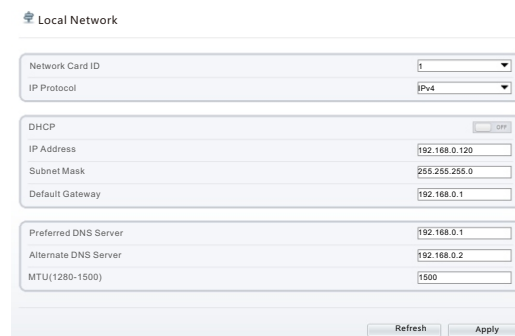 Local Network
Network Card ID 1
IP Protocol IPv4
DHCP OFF
IP Address 192.168.0.120
Subnet Mask 255.255.255.0
Default Gateway 192.168.0.1
Preferred DNS Server 192.168.0.1
Alternate DNS Server 192.168.0.2
MTU(1280-1500) 1500
Refresh Apply